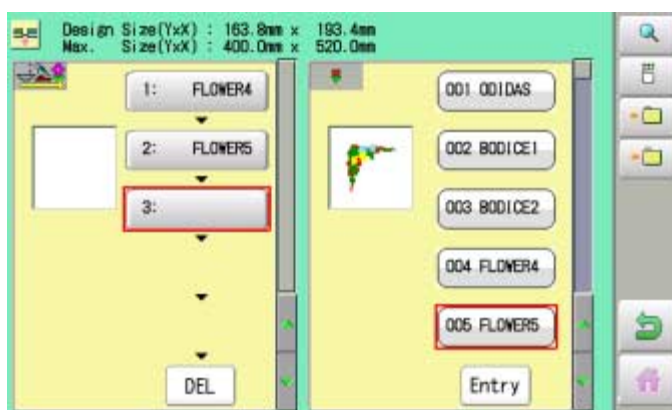 Design Size(YxX) : 163.8mm x 193.4mm
Max. Size(YxX) : 400.0mm x 520.0mm
1: FLOWER4
2: FLOWER5
3:
DEL
001 ODIDAS
002 BODICE1
003 BODICE2
004 FLOWER4
005 FLOWER5
Entry